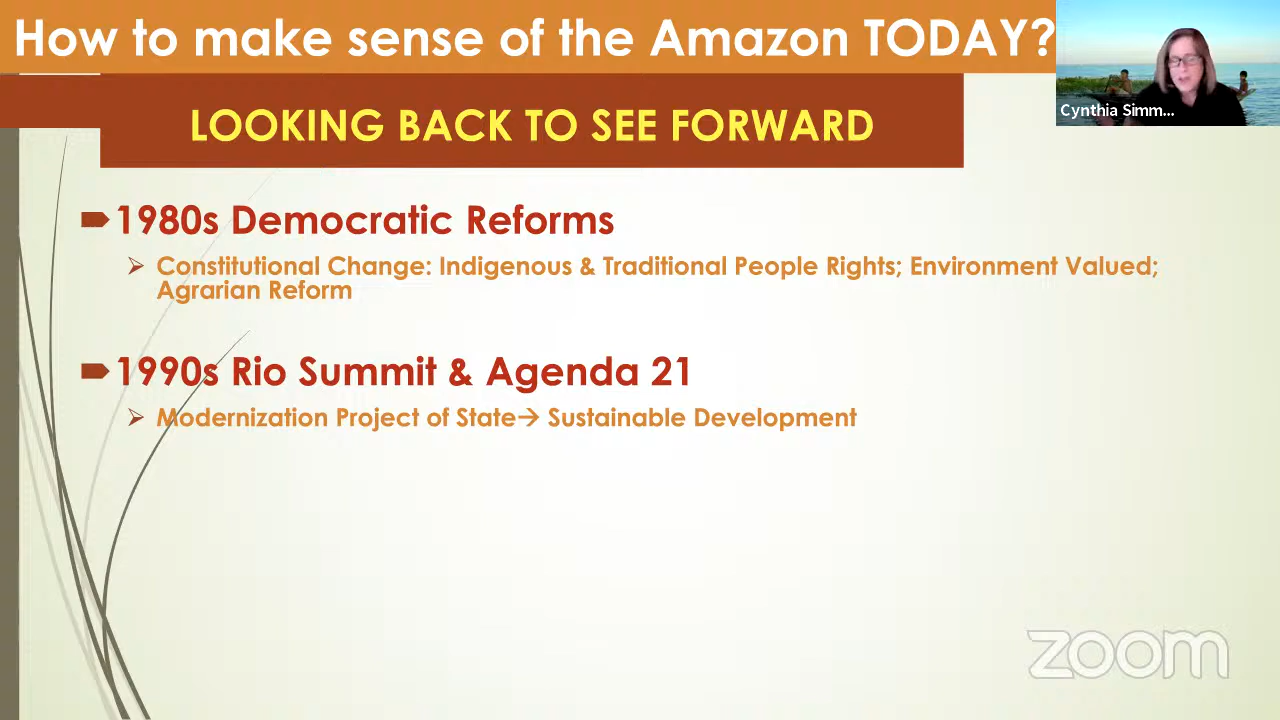 How to make sense of the Amazon TODAY?
Cynthia Simm...
LOOKING BACK TO SEE FORWARD
1980s Democratic Reforms
Constitutional Change: Indigenous & Traditional People Rights; Environment Valued;
Agrarian Reform
1990s Rio Summit & Agenda 21
Modernization Project of State→ Sustainable Development
zoom